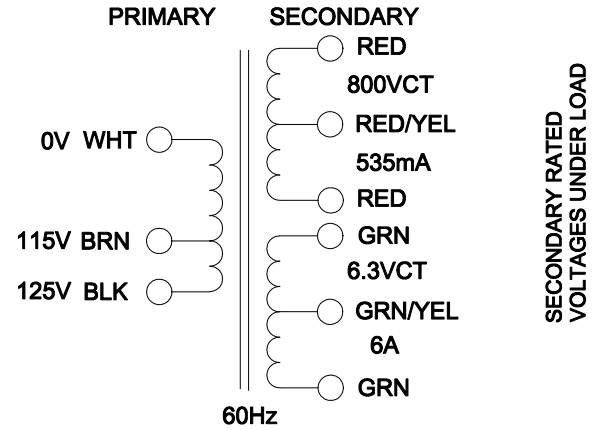 PRIMARY
SECONDARY
0V WHT
115V BRN
125V BLK
RED
800VCT
RED/YEL
535mA
RED
GRN
6.3VCT
GRN/YEL
6A
GRN
60Hz
SECONDARY RATED
VOLTAGES UNDER LOAD